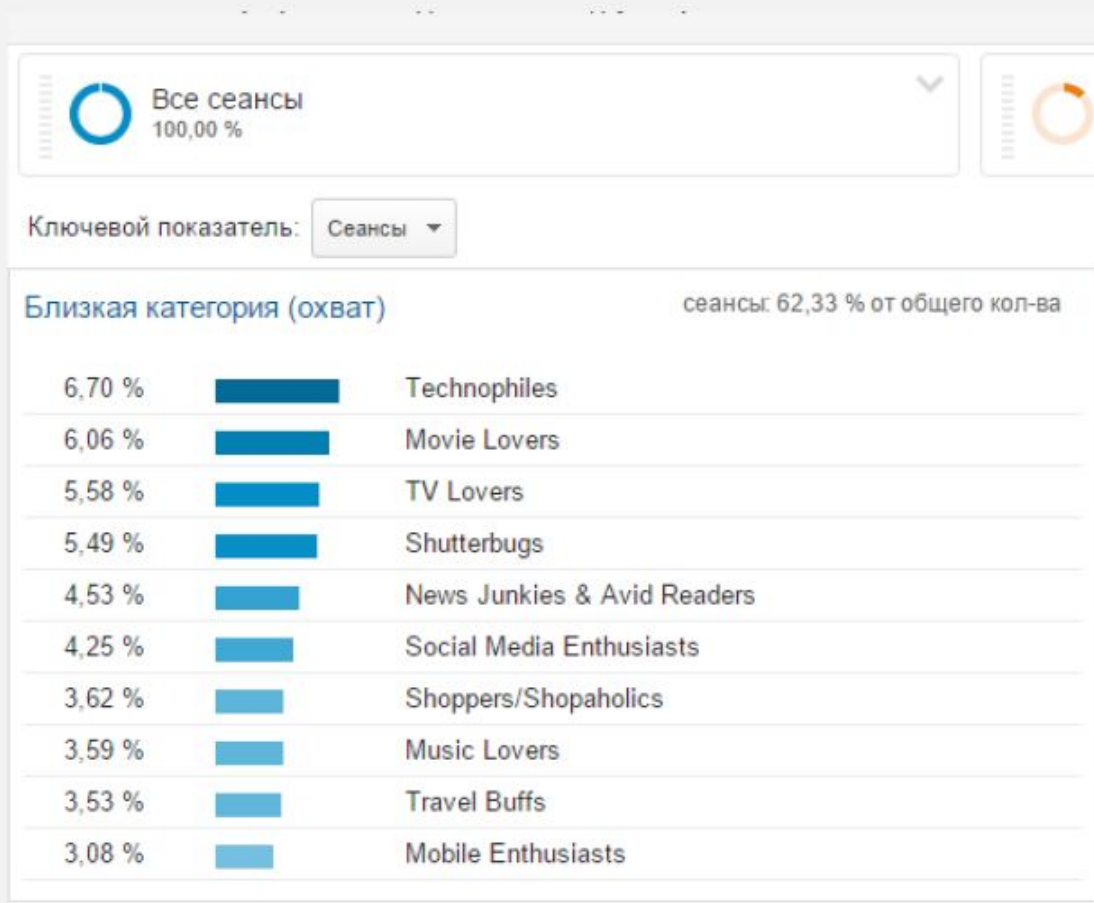 Все сеансы
100,00 %
Ключевой показатель: Сеансы
Близкая категория (охват) сеансы: 62,33 % от общего кол-ва
6,70 % Technophiles
6,06 % Movie Lovers
5,58 % TV Lovers
5,49 % Shutterbugs
4,53 % News Junkies & Avid Readers
4,25 % Social Media Enthusiasts
3,62 % Shoppers/Shopaholics
3,59 % Music Lovers
3,53 % Travel Buffs
3,08 % Mobile Enthusiasts